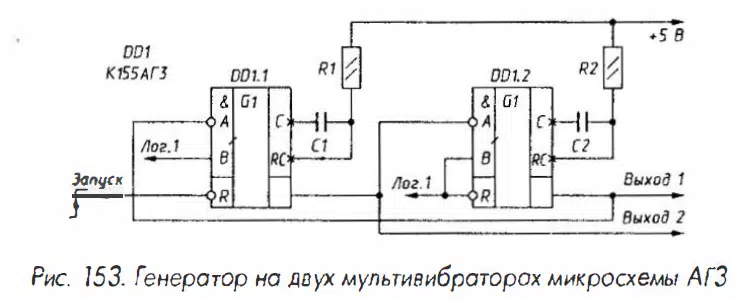 +5 В
DD1
К155АГ3
DD1.1
R1
DD1.2
R2
& G1
A
C
B
RC
R
C1
Лог.1
Запуск
& G1
A
C
B
RC
R
C2
Лог.1
Выход 1
Выход 2
Рис. 153. Генератор на двух мультивибраторах микросхемы АГ3